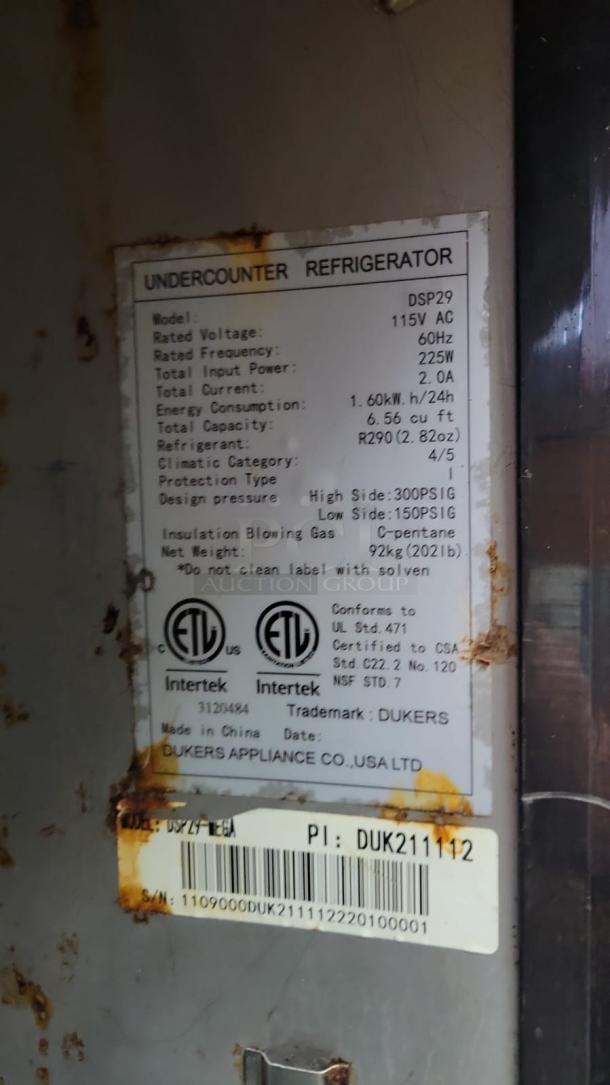 UNDERCOUNTER REFRIGERATOR
Model: DSP29
Rated Voltage: 115V AC
Rated Frequency: 60Hz
Total Input Power: 225W
Total Current: 2.0A
Energy Consumption: 1.60kW.h/24h
Total Capacity: 6.56 cu ft
Refrigerant: R290(2.82oz)
Climatic Category: 4/5
Protection Type I
Design pressure High Side:300PSIG
Low Side:150PSIG
Insulation Blowing Gas C-pentane
Net Weight: 92kg(202lb)
*Do not clean label with solven
AUCTION GROUP
c ETL us
Intertek
ETL
Intertek
Conforms to
UL Std.471
Certified to CSA
Std.C22.2 No.120
NSF STD.7
3120484 Trademark : DUKERS
Made in China Date:
DUKERS APPLIANCE CO.,USA LTD
MODEL: DSP29-MEGA PI: DUK211112
S/N: 1109000DUK211112220100001